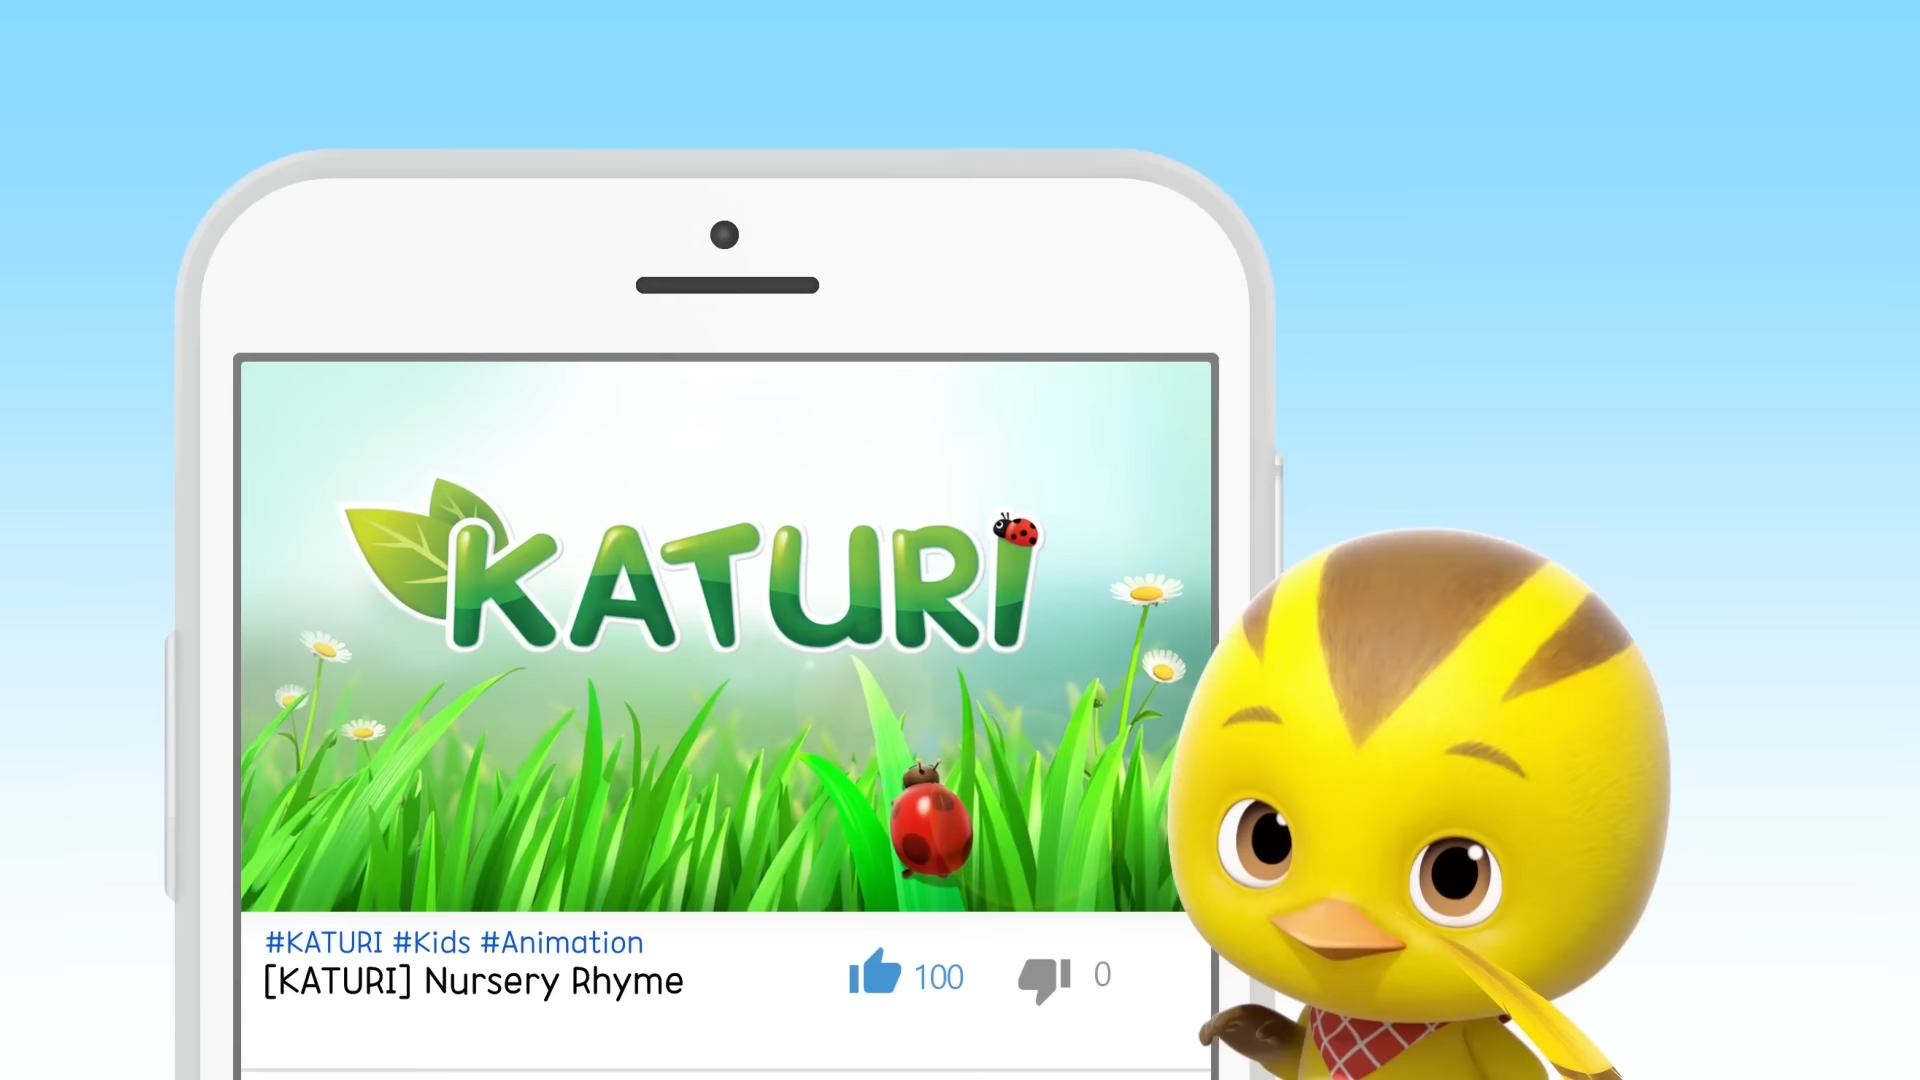 KATURI
#KATURI #Kids #Animation
[KATURI] Nursery Rhyme
100
0